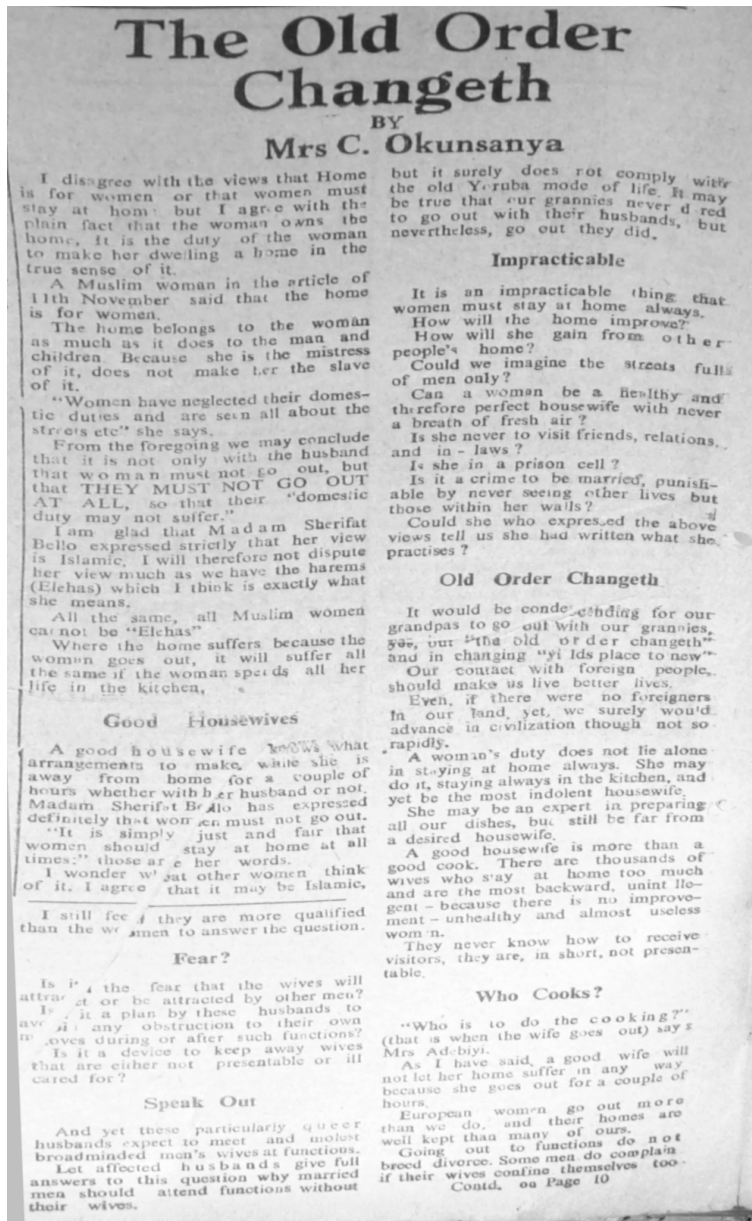 The Old Order
Changeth
BY
Mrs C. Okunsanya
I disagree with the views that Home
is for women or that women must
stay at home but I agree with the
plain fact that the woman owns the
home, It is the duty of the woman
to make her dwelling a home in the
true sense of it.
A Muslim woman in the article of
11th November said that the home
is for women.
The home belongs to the woman
as much as it does to the man and
children. Because she is the mistress
of it, does not make her the slave
of it.
"Women have neglected their domes-
tic duties and are seen all about the
streets etc" she says.
From the foregoing we may conclude
that it is not only with the husband
that woman must not go out, but
that THEY MUST NOT GO OUT
AT ALL, so that their "domestic
duty may not suffer."
I am glad that Madam Sherifat
Bello expressed strictly that her view
is Islamic. I will therefore not dispute
her view much as we have the harems
(Elehas) which I think is exactly what
she means.
All the same, all Muslim women
cannot be "Elehas"
Where the home suffers because the
woman goes out, it will suffer all
the same if the woman spends all her
life in the kitchen,
Good Housewives
A good housewife knows what
arrangements to make, while she is
away from home for a couple of
hours whether with her husband or not.
Madam Sherifat Bello has expressed
definitely that women must not go out.
"It is simply just and fair that
women should stay at home at all
times:" those are her words.
I wonder what other women think
of it. I agree that it may be Islamic,
I still feel they are more qualified
than the women to answer the question.
Fear?
Is it the fear that the wives will
attract or be attracted by other men?
Is it a plan by these husbands to
avoid any obstruction to their own
loves during or after such functions?
Is it a device to keep away wives
that are either not presentable or ill
cared for?
Speak Out
And yet these particularly queer
husbands expect to meet and molest
broadminded men's wives at functions.
Let affected husbands give full
answers to this question why married
men should attend functions without
their wives.
but it surely does not comply with
the old Yoruba mode of life. It may
be true that our grannies never dared
to go out with their husbands, but
nevertheless, go out they did.
Impracticable
It is an impracticable thing that
women must stay at home always.
How will the home improve?
How will she gain from other
people's home?
Could we imagine the streets full
of men only?
Can a woman be a healthy and
therefore perfect housewife with never
a breath of fresh air?
Is she never to visit friends, relations,
and in-laws?
Is she in a prison cell?
Is it a crime to be married, punish-
able by never seeing other lives but
those within her walls?
Could she who expressed the above
views tell us she had written what she
practises?
Old Order Changeth
It would be condescending for our
grandpas to go out with our grannies,
yes, but "the old order changeth"
and in changing "yields place to new"
Our contact with foreign people,
should make us live better lives.
Even, if there were no foreigners
in our land, yet, we surely would
advance in civilization though not so
rapidly.
A woman's duty does not lie alone
in staying at home always. She may
do it, staying always in the kitchen, and
yet be the most indolent housewife.
She may be an expert in preparing
all our dishes, but still be far from
a desired housewife.
A good housewife is more than a
good cook. There are thousands of
wives who stay at home too much
and are the most backward, unintelle-
gent – because there is no improve-
ment – unhealthy and almost useless
women.
They never know how to receive
visitors, they are, in short, not presen-
table.
Who Cooks?
"Who is to do the cooking?"
(that is when the wife goes out) says
Mrs Adebiyi.
As I have said, a good wife will
not let her home suffer in any way
because she goes out for a couple of
hours.
European women go out more
than we do, and their homes are
well kept than many of ours.
Going out to functions do not
breed divorce. Some men do complain
if their wives confine themselves too
Contd. on Page 10